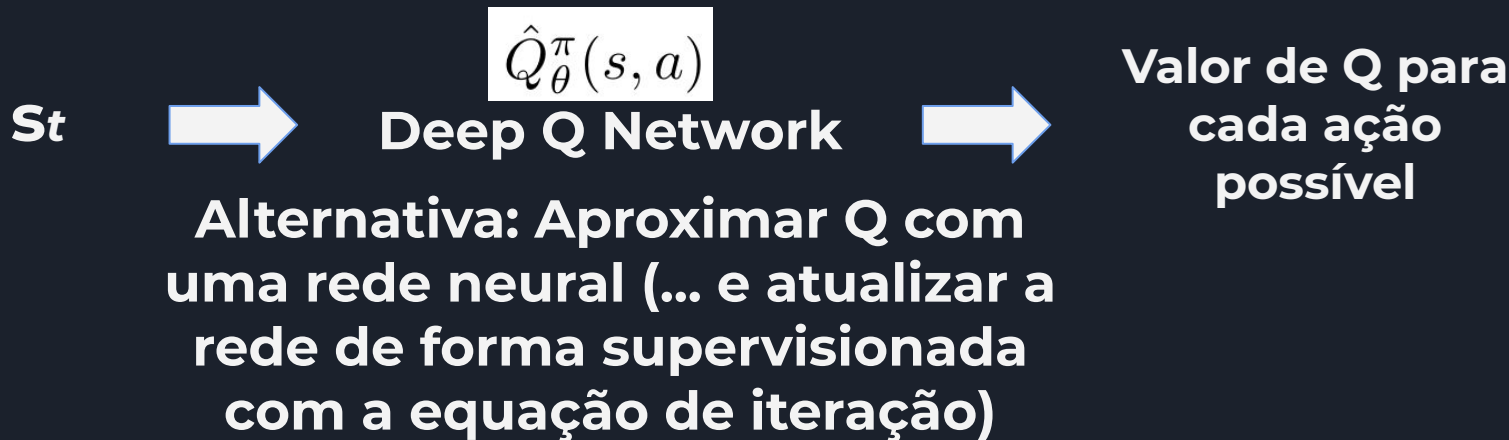 St
Q̂^π_θ(s, a)
Deep Q Network
Alternativa: Aproximar Q com
uma rede neural (... e atualizar a
rede de forma supervisionada
com a equação de iteração)
Valor de Q para
cada ação
possível